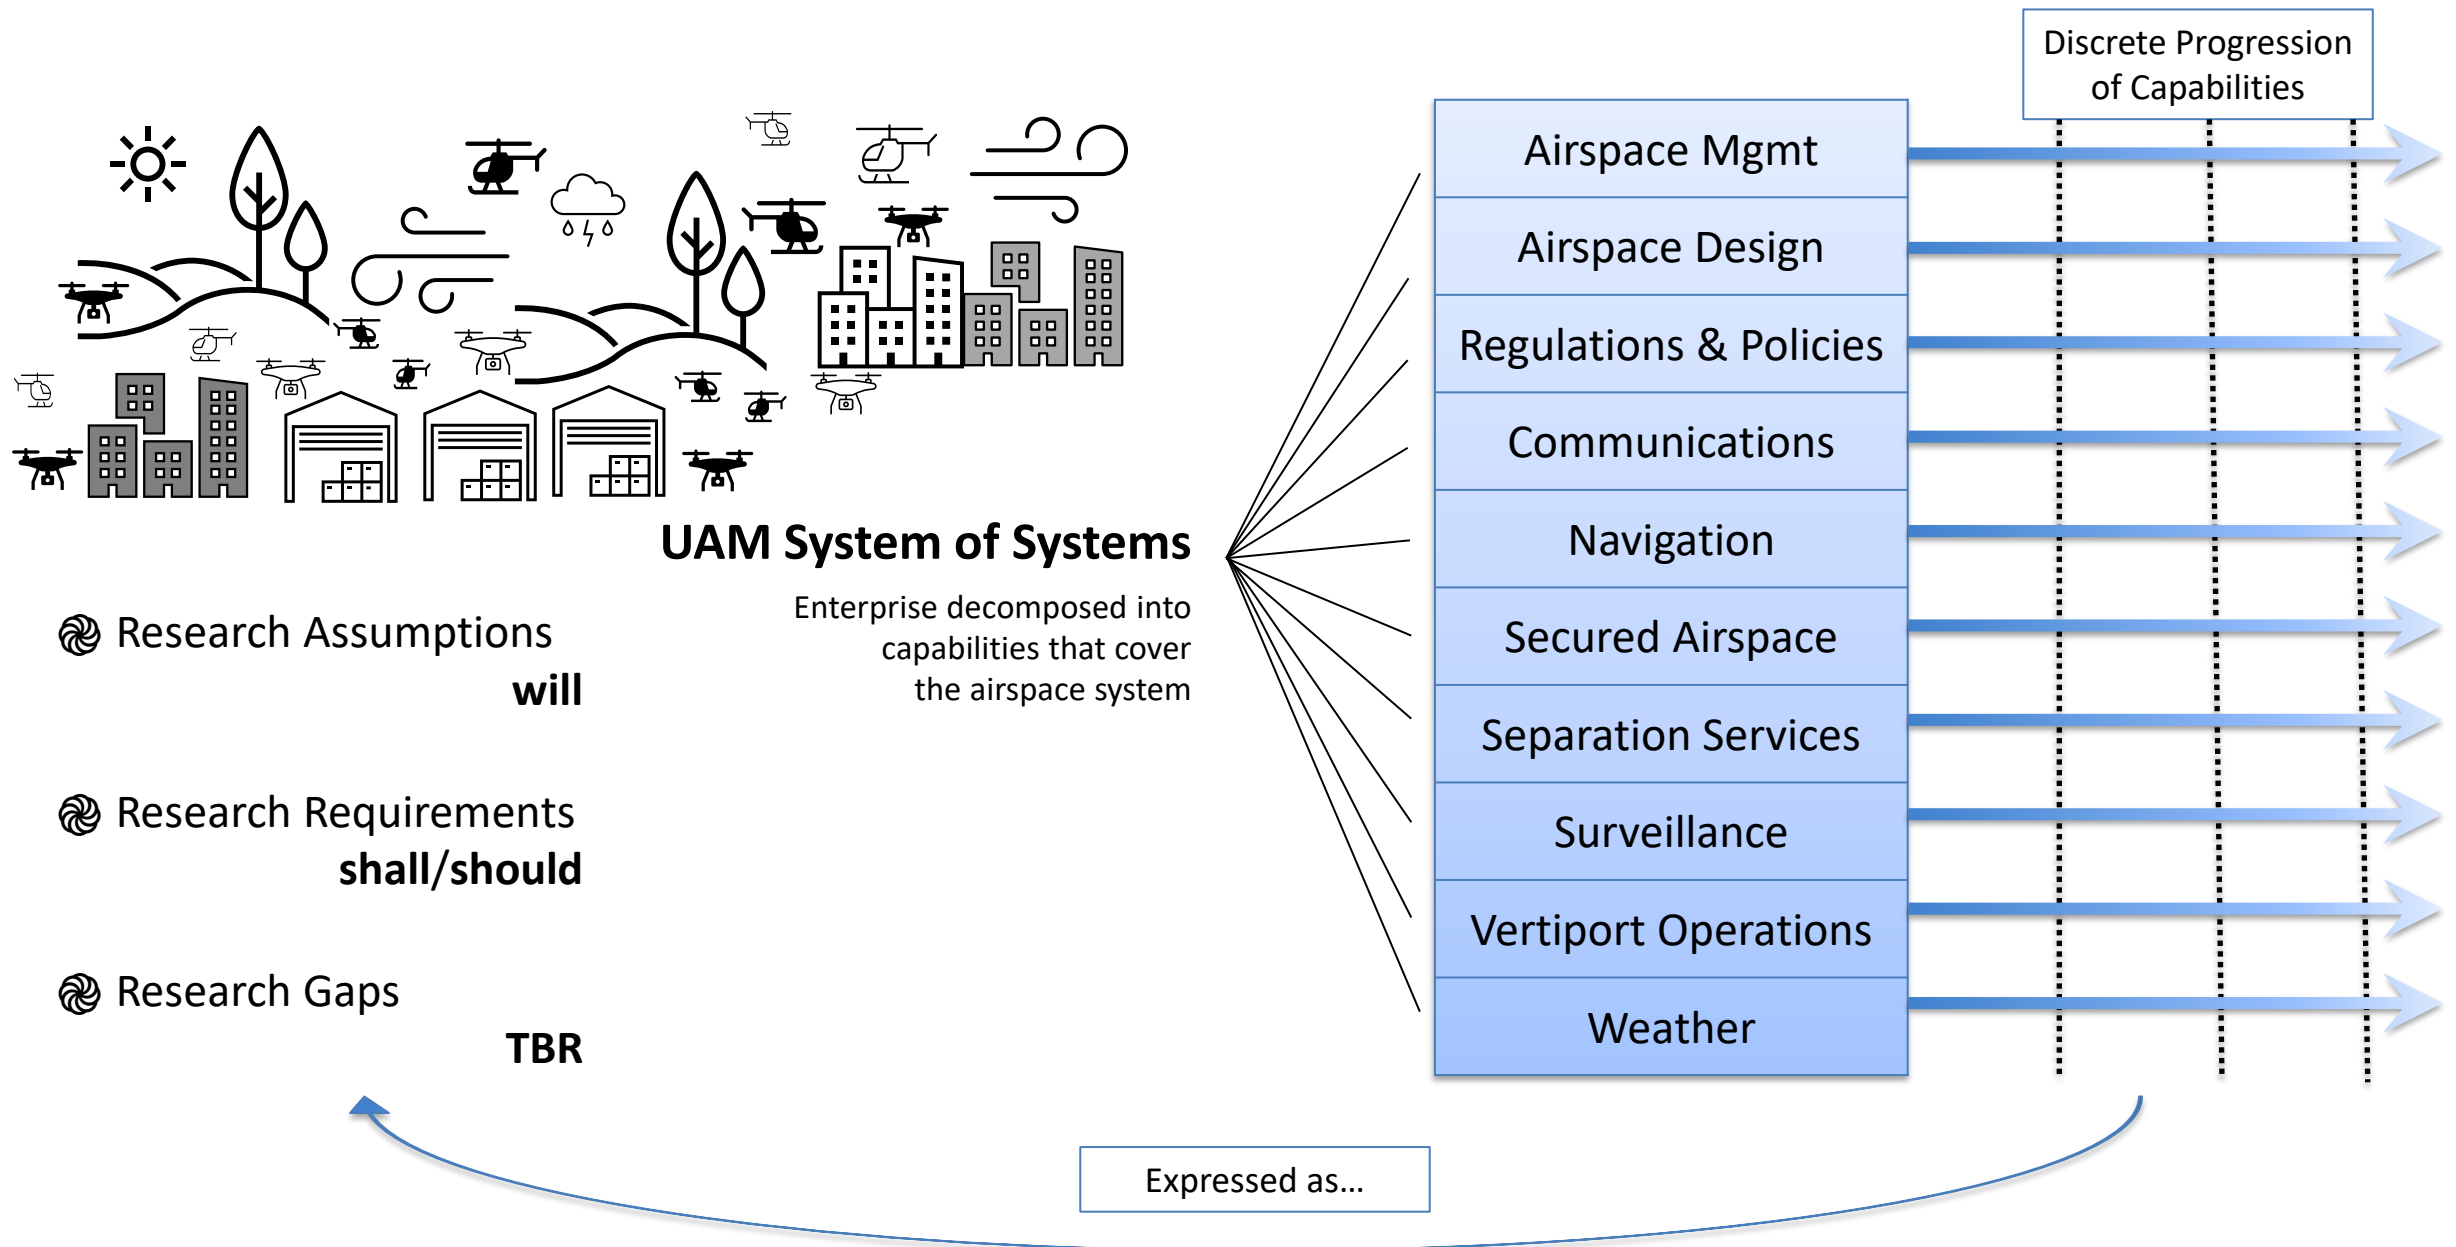 Discrete Progression
of Capabilities
Airspace Mgmt
Airspace Design
Regulations & Policies
Communications
Navigation
Secured Airspace
Separation Services
Surveillance
Vertiport Operations
Weather
UAM System of Systems
Enterprise decomposed into
capabilities that cover
the airspace system
Research Assumptions
will
Research Requirements
shall/should
Research Gaps
TBR
Expressed as...